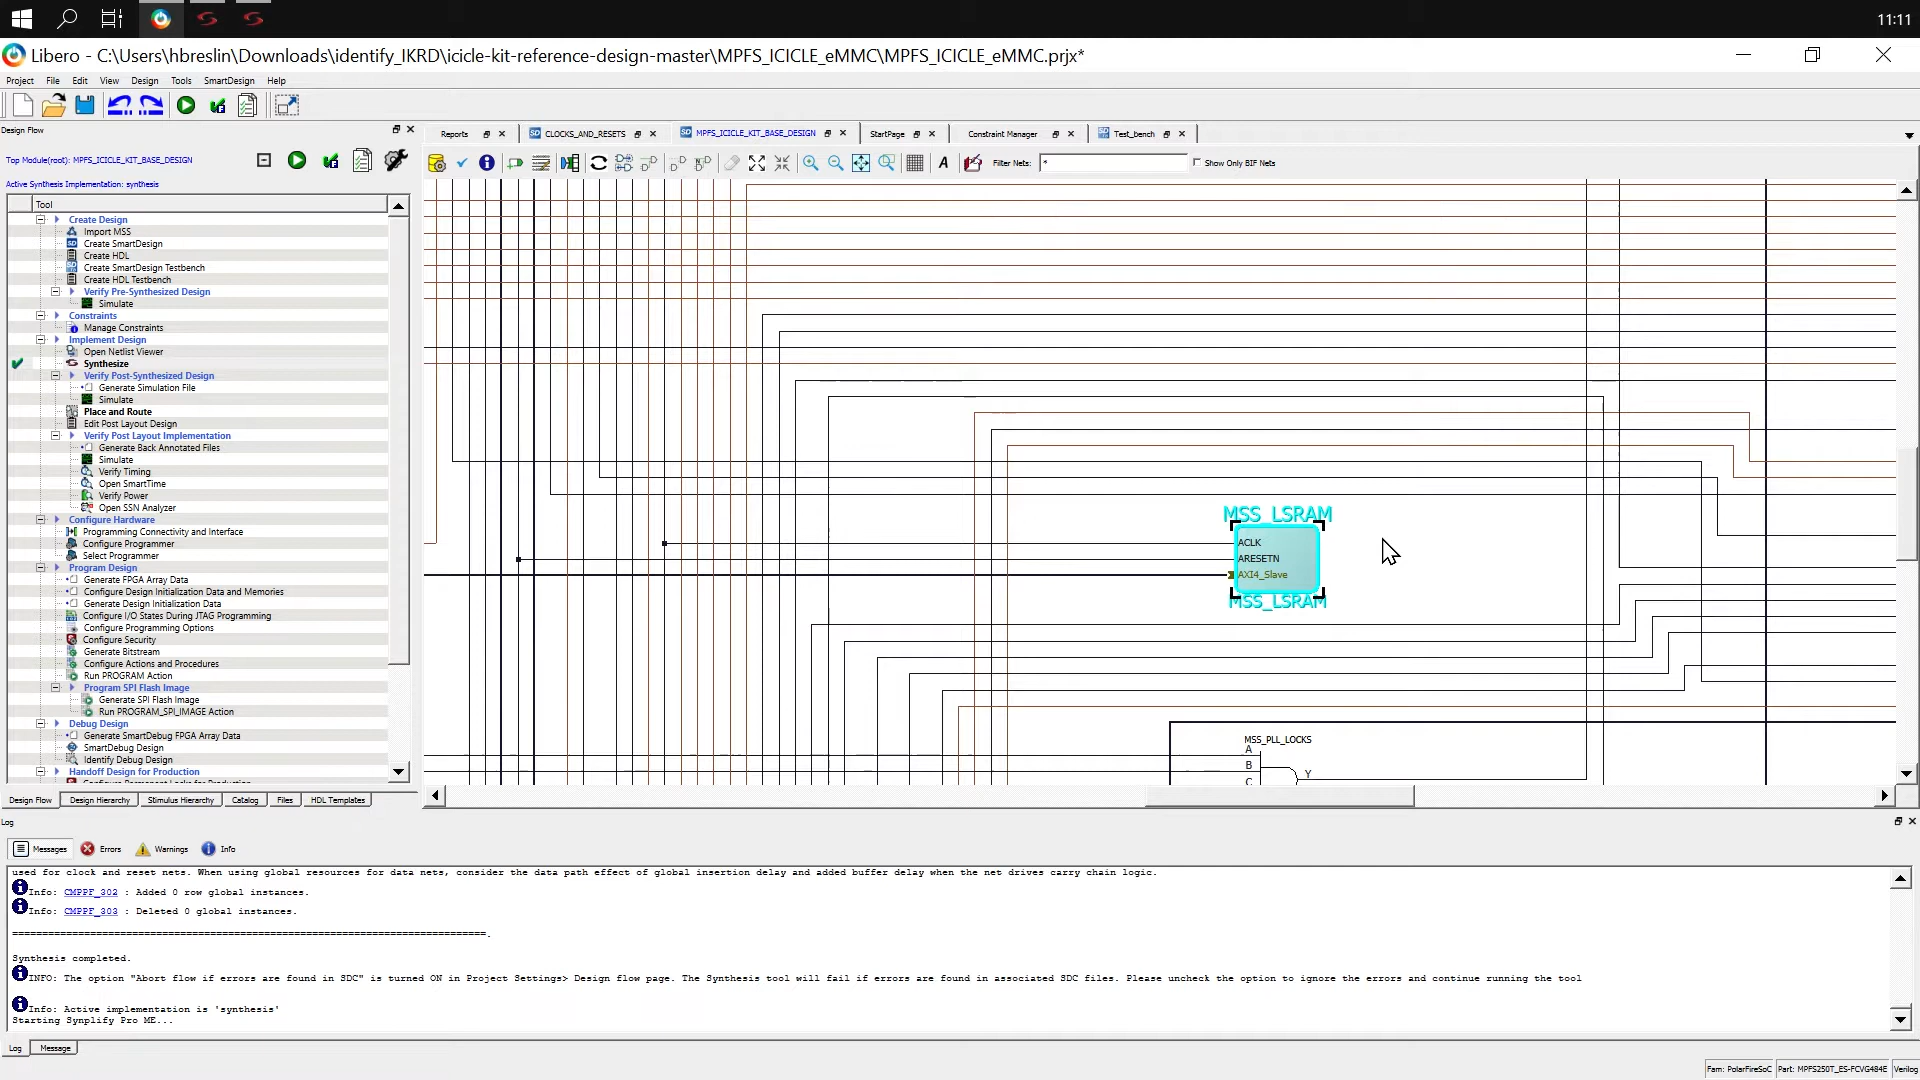 11:11
Libero - C:\Users\hbreslin\Downloads\identify_IKRD\icicle-kit-reference-design-master\MPFS_ICICLE_eMMC\MPFS_ICICLE_eMMC.prjx*
Project File Edit View Design Tools SmartDesign Help
Design Flow
Reports CLOCKS_AND_RESETS MPFS_ICICLE_KIT_BASE_DESIGN StartPage Constraint Manager Test_bench
Top Module(root): MPFS_ICICLE_KIT_BASE_DESIGN
A Filter Nets: * Show Only BIF Nets
Active Synthesis Implementation: synthesis
Tool
Create Design
Import MSS
Create SmartDesign
Create HDL
Create SmartDesign Testbench
Create HDL Testbench
Verify Pre-Synthesized Design
Simulate
Constraints
Manage Constraints
Implement Design
Open Netlist Viewer
Synthesize
Verify Post-Synthesized Design
Generate Simulation File
Simulate
Place and Route
Edit Post Layout Design
Verify Post Layout Implementation
Generate Back Annotated Files
Simulate
Verify Timing
Open SmartTime
Verify Power
Open SSN Analyzer
Configure Hardware
Programming Connectivity and Interface
Configure Programmer
Select Programmer
Program Design
Generate FPGA Array Data
Configure Design Initialization Data and Memories
Generate Design Initialization Data
Configure I/O States During JTAG Programming
Configure Programming Options
Configure Security
Generate Bitstream
Configure Actions and Procedures
Run PROGRAM Action
Program SPI Flash Image
Generate SPI Flash Image
Run PROGRAM_SPI_IMAGE Action
Debug Design
Generate SmartDebug FPGA Array Data
SmartDebug Design
Identify Debug Design
Handoff Design for Production
MSS_LSRAM
ACLK
ARESETN
AXI4_Slave
MSS_LSRAM
MSS_PLL_LOCKS
A
B
C
Y
Design Flow Design Hierarchy Stimulus Hierarchy Catalog Files HDL Templates
Log
Messages Errors Warnings Info
used for clock and reset nets. When using global resources for data nets, consider the data path effect of global insertion delay and added buffer delay when the net drives carry chain logic.
Info: CMPPF_302 : Added 0 row global instances.
Info: CMPPF_303 : Deleted 0 global instances.
==============================================================================.
Synthesis completed.
INFO: The option "Abort flow if errors are found in SDC" is turned ON in Project Settings> Design flow page. The Synthesis tool will fail if errors are found in associated SDC files. Please uncheck the option to ignore the errors and continue running the tool
Info: Active implementation is 'synthesis'
Starting Synplify Pro ME...
Log Message
Fam: PolarFireSoC Part: MPFS250T_ES-FCVG484E Verilog